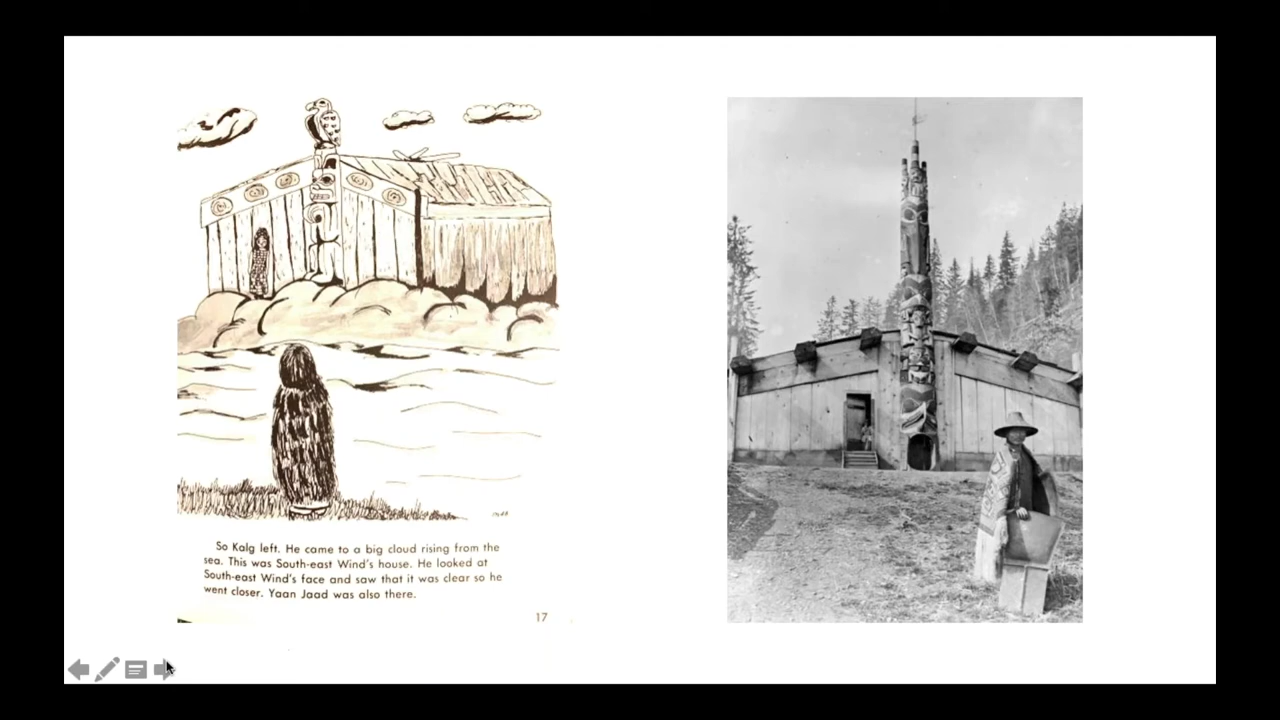 So Kalg left. He came to a big cloud rising from the
sea. This was South-east Wind's house. He looked at
South-east Wind's face and saw that it was clear so he
went closer. Yaan Jaad was also there.
17